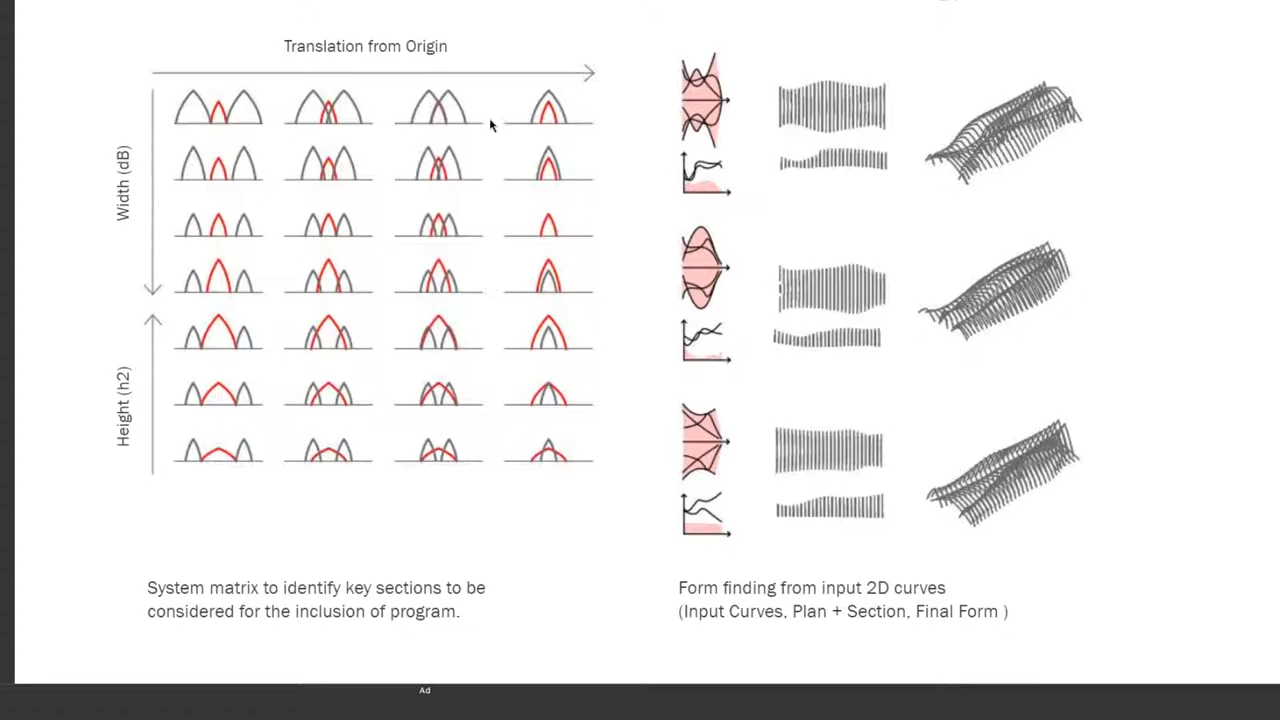 Translation from Origin
Width (dB)
Height (h2)
System matrix to identify key sections to be
considered for the inclusion of program.
Form finding from input 2D curves
(Input Curves, Plan + Section, Final Form )
Ad